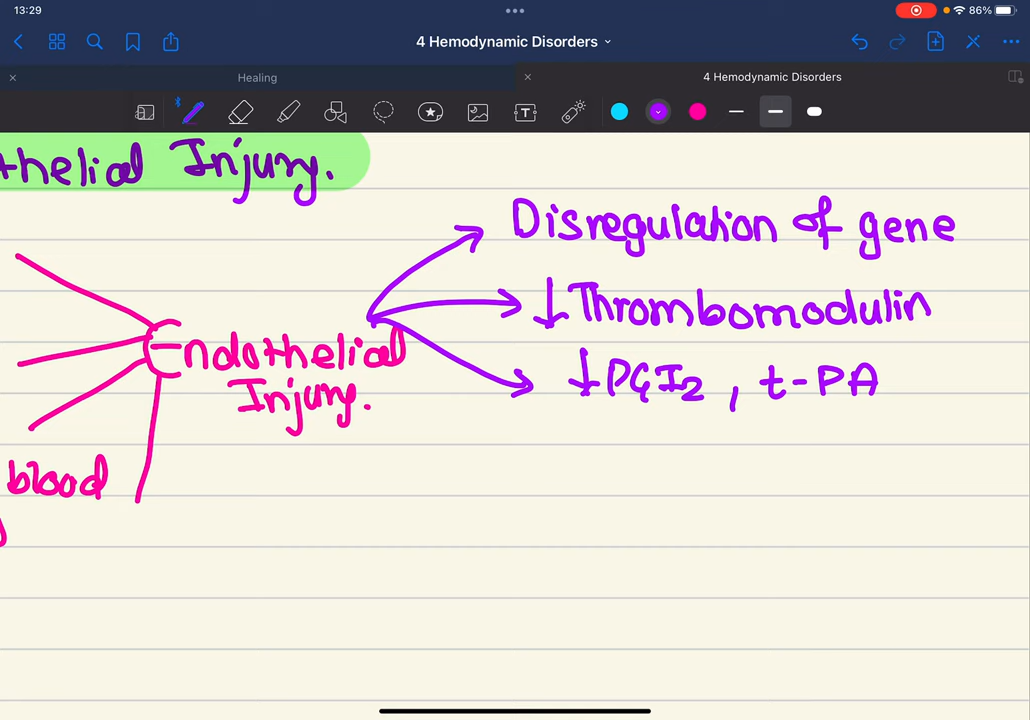 13:29
86%
4 Hemodynamic Disorders
Healing
4 Hemodynamic Disorders
T
thelial Injury.
Disregulation of gene
↓ Thrombomodulin
Endothelial
Injury.
↓ PGI2, t-PA
blood